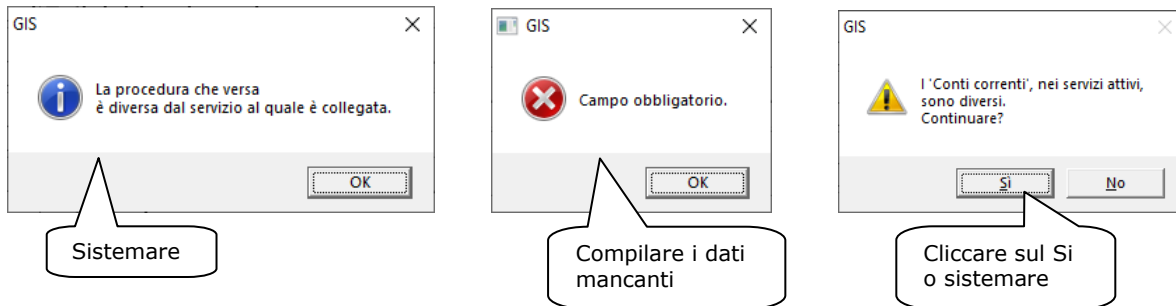 GIS
La procedura che versa
è diversa dal servizio al quale è collegata.
OK
Sistemare
GIS
Campo obbligatorio.
OK
Compilare i dati
mancanti
GIS
I 'Conti correnti', nei servizi attivi,
sono diversi.
Continuare?
Sì
No
Cliccare sul Si
o sistemare